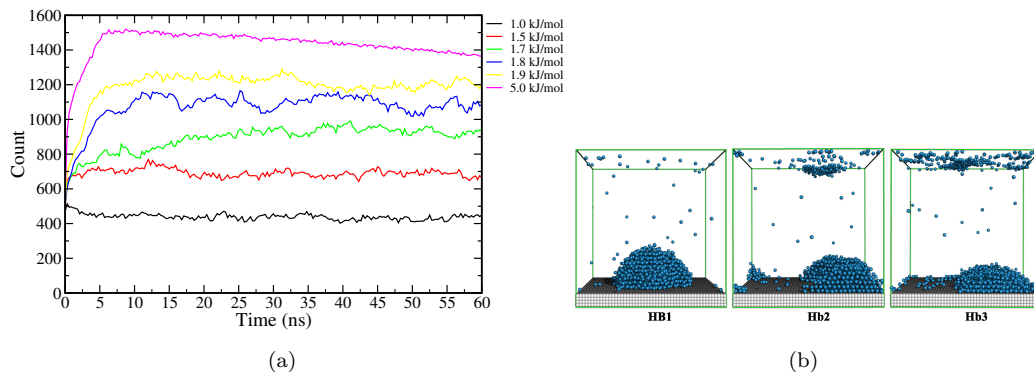 1600
1400
1200
1000
800
600
400
200
0
Count
0 5 10 15 20 25 30 35 40 45 50 55 60
Time (ns)
1.0 kJ/mol
1.5 kJ/mol
1.7 kJ/mol
1.8 kJ/mol
1.9 kJ/mol
5.0 kJ/mol
(a)
HB1 Hb2 Hb3
(b)